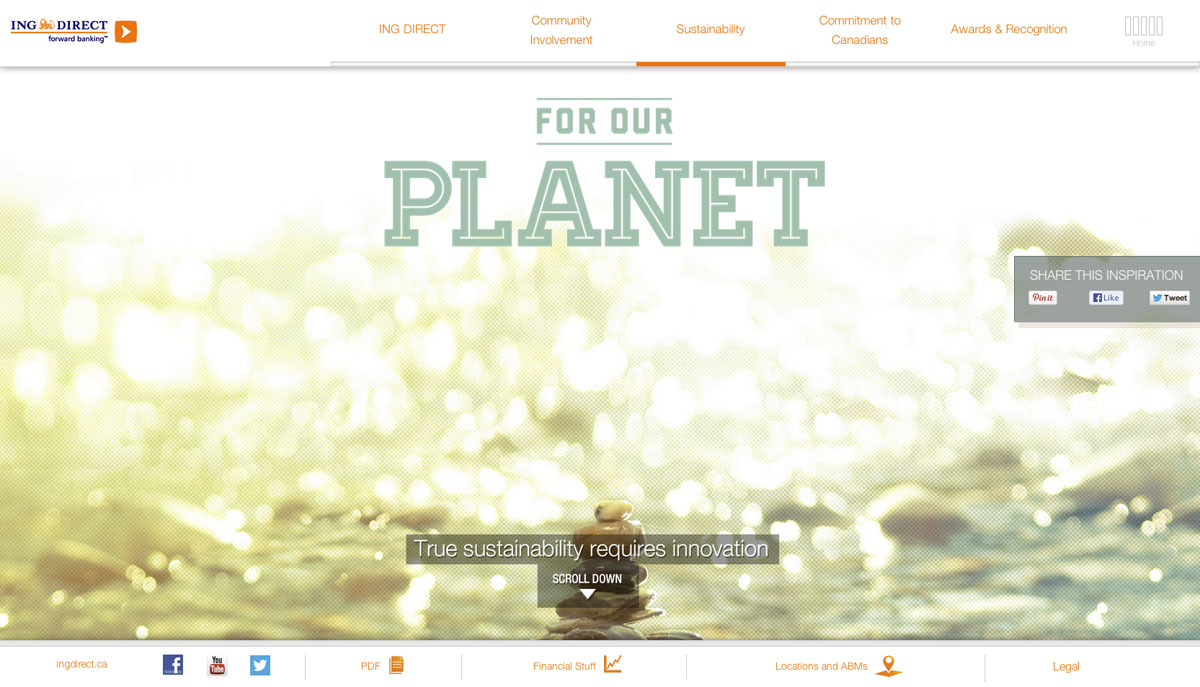 ING DIRECT
forward banking™
ING DIRECT
Community
Involvement
Sustainability
Commitment to
Canadians
Awards & Recognition
Home
FOR OUR
PLANET
SHARE THIS INSPIRATION
Pin it
Like
Tweet
True sustainability requires innovation
SCROLL DOWN
ingdirect.ca
You
Tube
PDF
Financial Stuff
Locations and ABMs
Legal